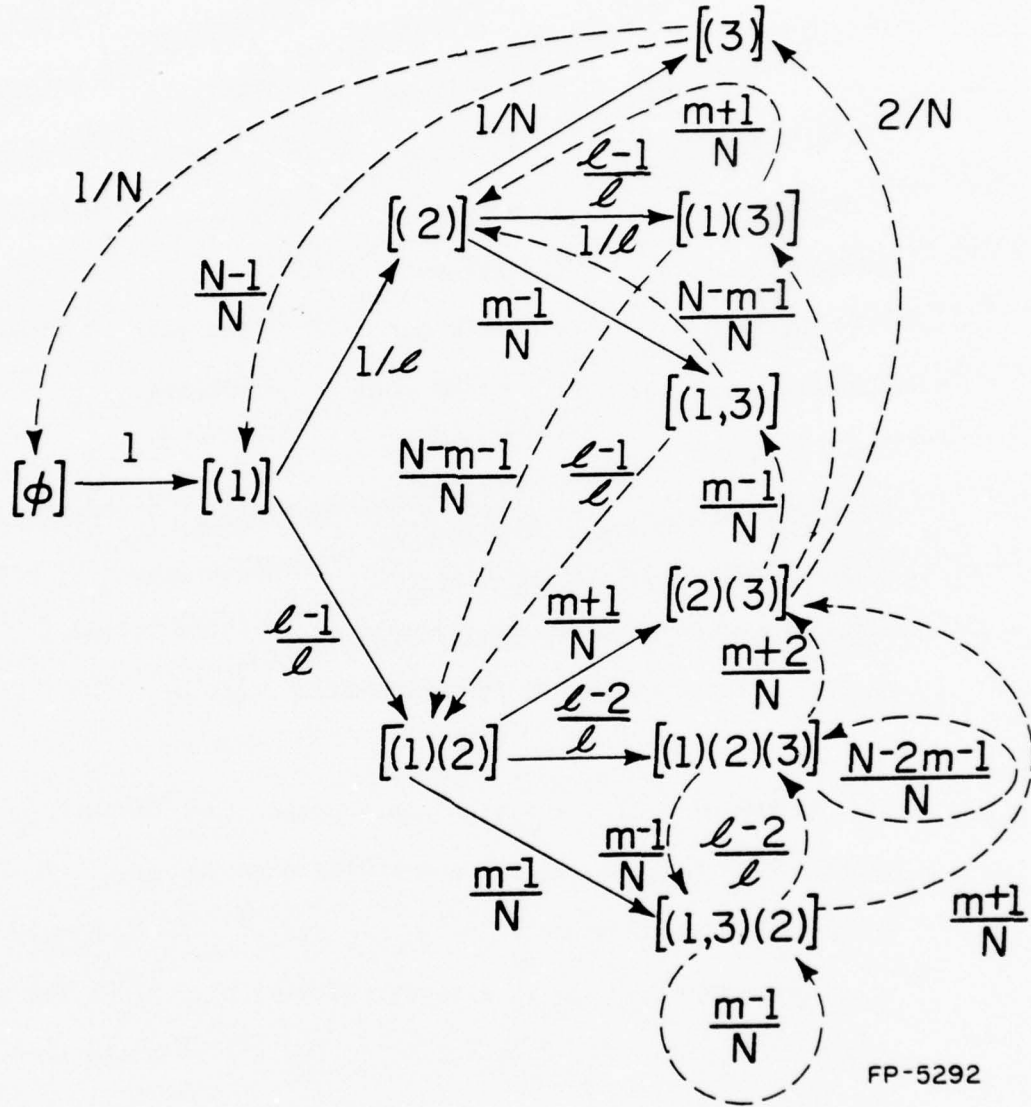 [(3)]
1/N
m+1
N
2/N
1/N
ℓ-1
ℓ
[(2)]
[(1)(3)]
1/ℓ
N-1
N
m-1
N
N-m-1
N
1/ℓ
[(1,3)]
1
N-m-1
N
ℓ-1
ℓ
m-1
N
[ϕ]
[(1)]
[(2)(3)]
ℓ-1
ℓ
m+1
N
m+2
N
ℓ-2
ℓ
[(1)(2)]
[(1)(2)(3)]
N-2m-1
N
m-1
N
m-1
N
ℓ-2
ℓ
[(1,3)(2)]
m+1
N
m-1
N
FP-5292